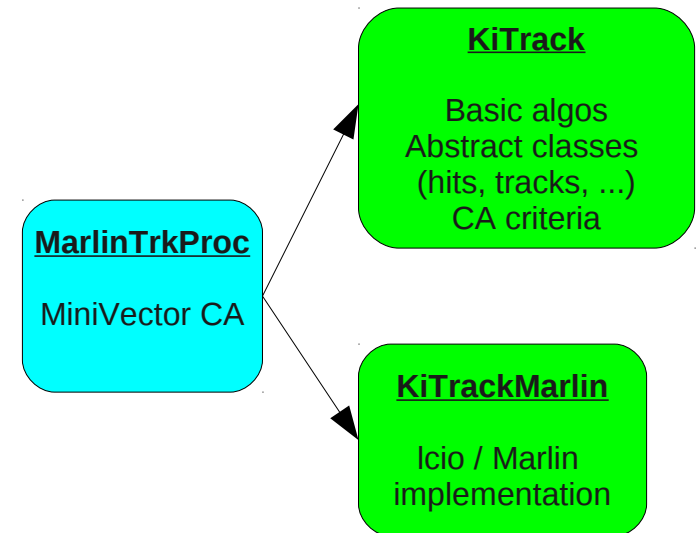 KiTrack
Basic algos
Abstract classes
(hits, tracks, ...)
CA criteria
MarlinTrkProc
MiniVector CA
KiTrackMarlin
lcio / Marlin
implementation